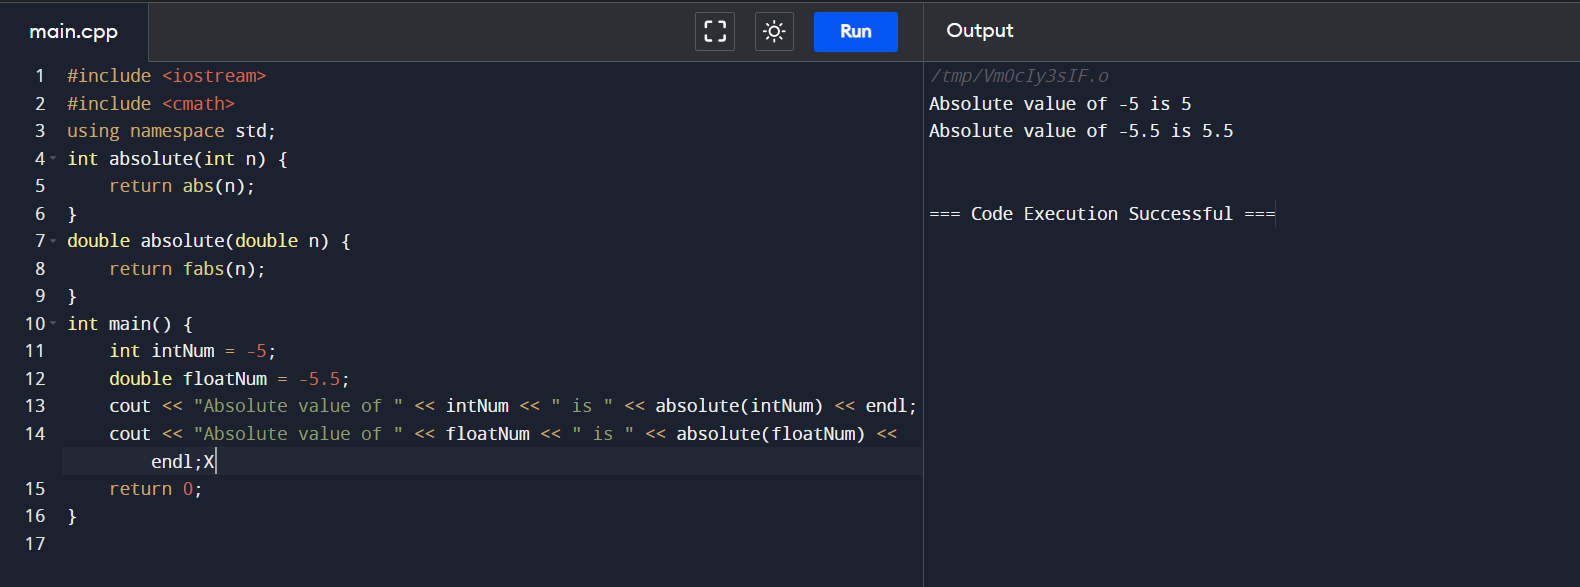 main.cpp
Run
Output
1 #include <iostream>
2 #include <cmath>
3 using namespace std;
4 int absolute(int n) {
5     return abs(n);
6 }
7 double absolute(double n) {
8     return fabs(n);
9 }
10 int main() {
11     int intNum = -5;
12     double floatNum = -5.5;
13     cout << "Absolute value of " << intNum << " is " << absolute(intNum) << endl;
14     cout << "Absolute value of " << floatNum << " is " << absolute(floatNum) <<
        endl;X
15     return 0;
16 }
17
/tmp/VmOcIy3sIF.o
Absolute value of -5 is 5
Absolute value of -5.5 is 5.5
=== Code Execution Successful ===